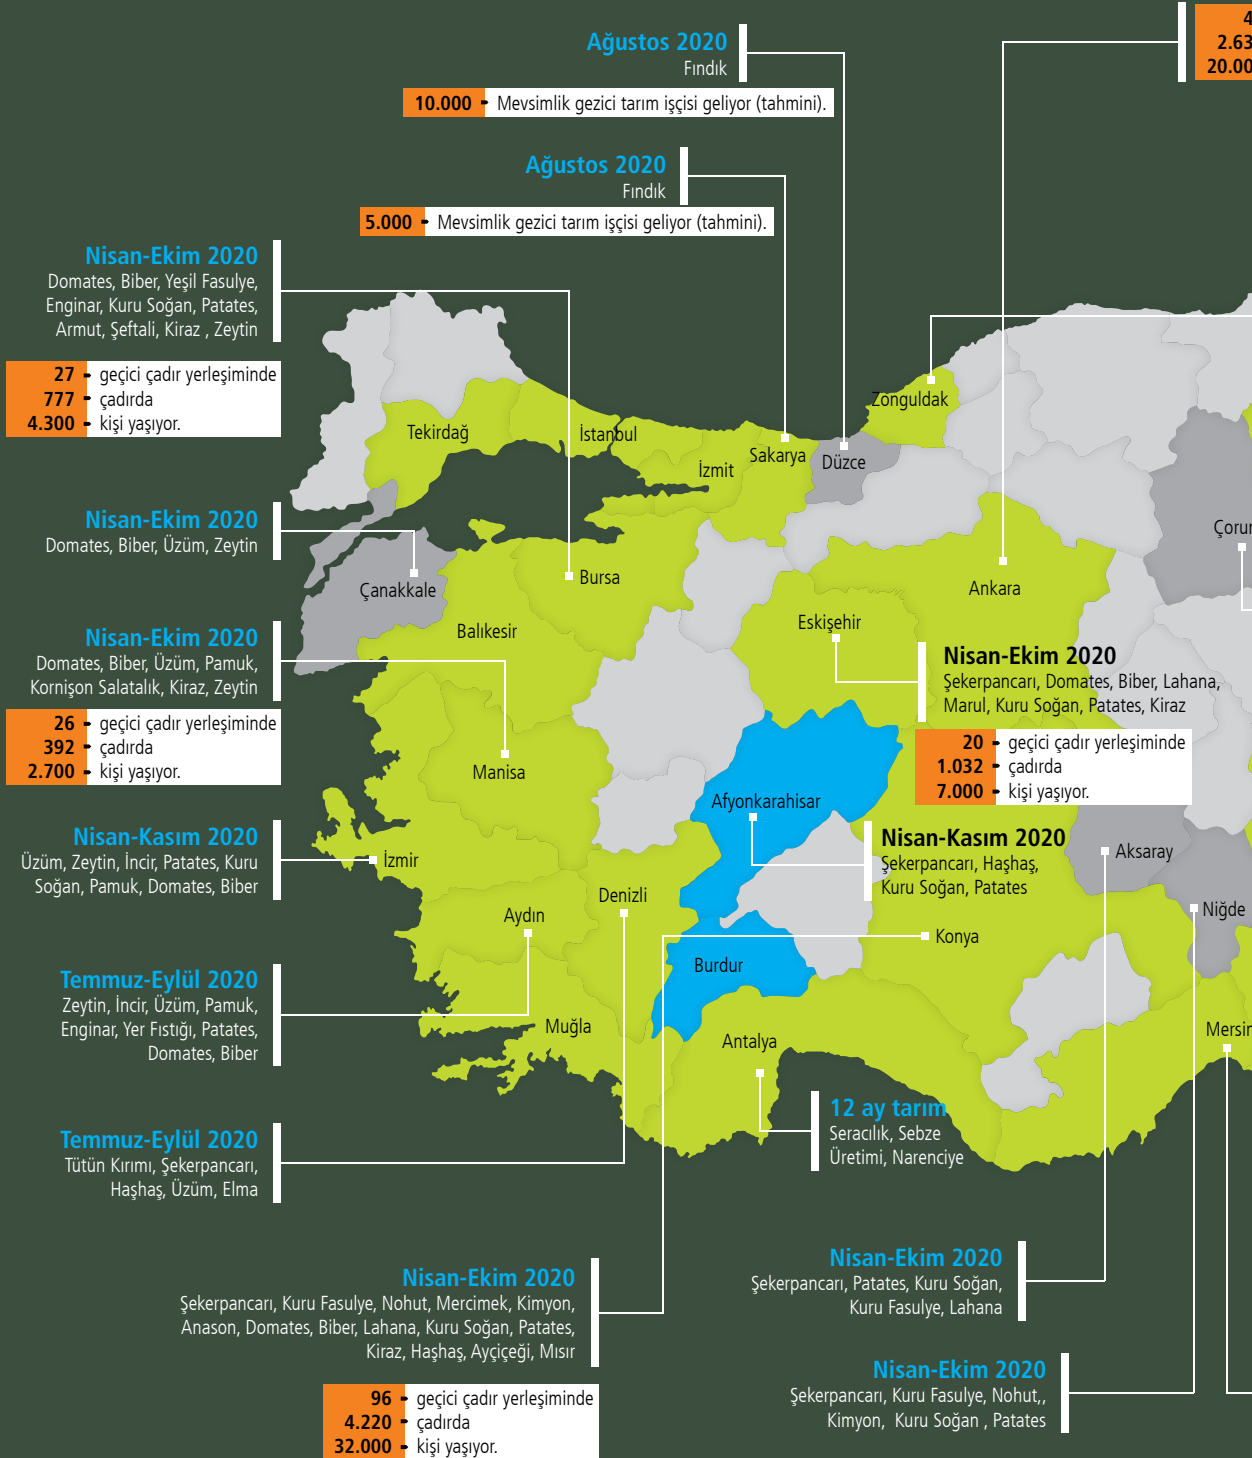 Ağustos 2020
Fındık
10.000 - Mevsimlik gezici tarım işçisi geliyor (tahmini).
Ağustos 2020
Fındık
5.000 - Mevsimlik gezici tarım işçisi geliyor (tahmini).
Nisan-Ekim 2020
Domates, Biber, Yeşil Fasulye,
Enginar, Kuru Soğan, Patates,
Armut, Şeftali, Kiraz , Zeytin
27 - geçici çadır yerleşiminde
777 - çadırda
4.300 - kişi yaşıyor.
Nisan-Ekim 2020
Domates, Biber, Üzüm, Zeytin
Nisan-Ekim 2020
Domates, Biber, Üzüm, Pamuk,
Kornişon Salatalık, Kiraz, Zeytin
26 - geçici çadır yerleşiminde
392 - çadırda
2.700 - kişi yaşıyor.
Nisan-Kasım 2020
Üzüm, Zeytin, İncir, Patates, Kuru
Soğan, Pamuk, Domates, Biber
Temmuz-Eylül 2020
Zeytin, İncir, Üzüm, Pamuk,
Enginar, Yer Fıstığı, Patates,
Domates, Biber
Temmuz-Eylül 2020
Tütün Kırımı, Şekerpancarı,
Haşhaş, Üzüm, Elma
Nisan-Ekim 2020
Şekerpancarı, Kuru Fasulye, Nohut, Mercimek, Kimyon,
Anason, Domates, Biber, Lahana, Kuru Soğan, Patates,
Kiraz, Haşhaş, Ayçiçeği, Mısır
96 - geçici çadır yerleşiminde
4.220 - çadırda
32.000 - kişi yaşıyor.
4
2.63
20.00
Zonguldak
Tekirdağ
İstanbul
İzmit
Sakarya
Düzce
Çorum
Çanakkale
Bursa
Ankara
Balıkesir
Eskişehir
Nisan-Ekim 2020
Şekerpancarı, Domates, Biber, Lahana,
Marul, Kuru Soğan, Patates, Kiraz
20 - geçici çadır yerleşiminde
1.032 - çadırda
7.000 - kişi yaşıyor.
Manisa
Afyonkarahisar
Nisan-Kasım 2020
Şekerpancarı, Haşhaş,
Kuru Soğan, Patates
Aksaray
İzmir
Denizli
Aydın
Niğde
Konya
Burdur
Muğla
Antalya
Mersin
12 ay tarım
Seracılık, Sebze
Üretimi, Narenciye
Nisan-Ekim 2020
Şekerpancarı, Patates, Kuru Soğan,
Kuru Fasulye, Lahana
Nisan-Ekim 2020
Şekerpancarı, Kuru Fasulye, Nohut,,
Kimyon, Kuru Soğan , Patates